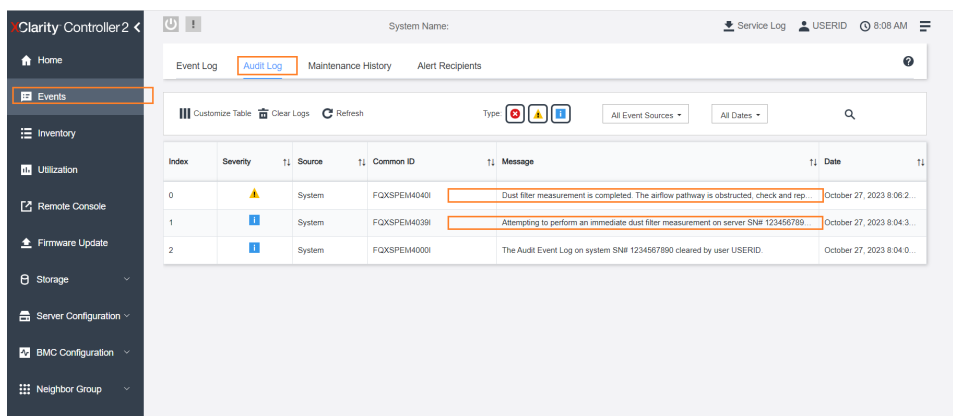 XClarity Controller 2
System Name:
Service Log
USERID
8:08 AM
Home
Events
Inventory
Utilization
Remote Console
Firmware Update
Storage
Server Configuration
BMC Configuration
Neighbor Group
Event Log
Audit Log
Maintenance History
Alert Recipients
Customize Table
Clear Logs
Refresh
Type:
All Event Sources
All Dates
Index Severity Source Common ID Message Date
0 System FQXSPEM4040I Dust filter measurement is completed. The airflow pathway is obstructed, check and rep... October 27, 2023 8:06:2...
1 System FQXSPEM4039I Attempting to perform an immediate dust filter measurement on server SN# 123456789... October 27, 2023 8:04:3...
2 System FQXSPEM4000I The Audit Event Log on system SN# 1234567890 cleared by user USERID. October 27, 2023 8:04:0...